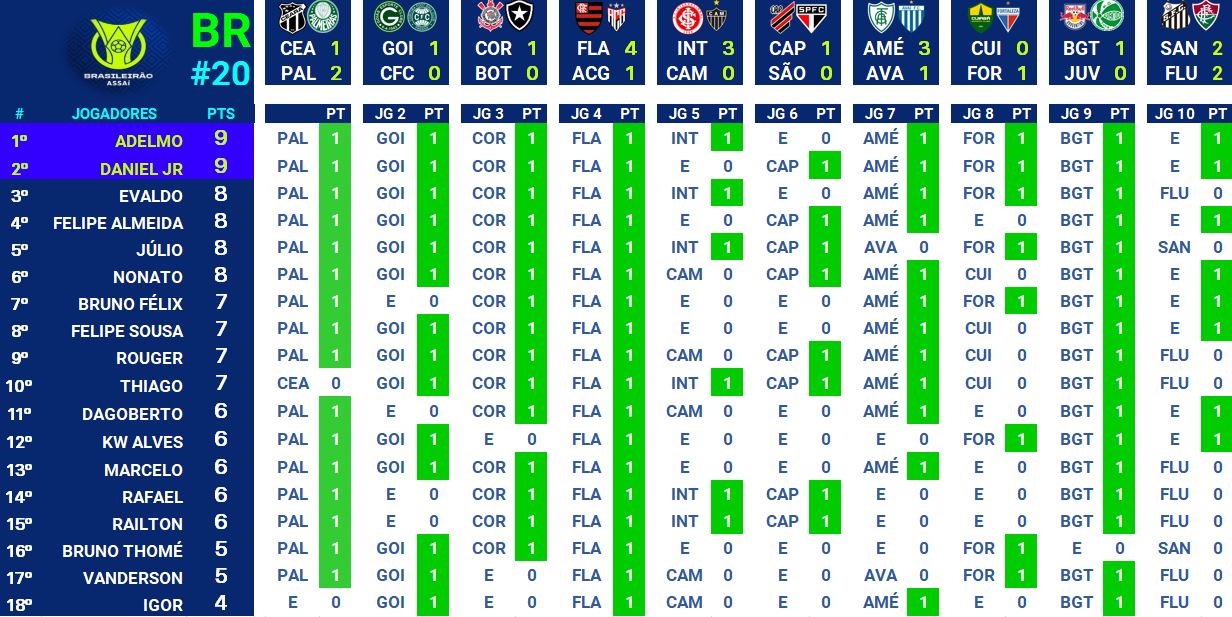 BR
#20
BRASILEIRÃO
ASSAÍ
CEA 1 GOI 1 COR 1 FLA 4 INT 3 CAP 1 AMÉ 3 CUI 0 BGT 1 SAN 2
PAL 2 CFC 0 BOT 0 ACG 1 CAM 0 SÃO 0 AVA 1 FOR 1 JUV 0 FLU 2
# JOGADORES PTS PT JG 2 PT JG 3 PT JG 4 PT JG 5 PT JG 6 PT JG 7 PT JG 8 PT JG 9 PT JG 10 PT
1º ADELMO 9 PAL 1 GOI 1 COR 1 FLA 1 INT 1 E 0 AMÉ 1 FOR 1 BGT 1 E 1
2º DANIEL JR 9 PAL 1 GOI 1 COR 1 FLA 1 E 0 CAP 1 AMÉ 1 FOR 1 BGT 1 E 1
3º EVALDO 8 PAL 1 GOI 1 COR 1 FLA 1 INT 1 E 0 AMÉ 1 FOR 1 BGT 1 FLU 0
4º FELIPE ALMEIDA 8 PAL 1 GOI 1 COR 1 FLA 1 E 0 CAP 1 AMÉ 1 E 0 BGT 1 E 1
5º JÚLIO 8 PAL 1 GOI 1 COR 1 FLA 1 INT 1 CAP 1 AVA 0 FOR 1 BGT 1 SAN 0
6º NONATO 8 PAL 1 GOI 1 COR 1 FLA 1 CAM 0 CAP 1 AMÉ 1 CUI 0 BGT 1 E 1
7º BRUNO FÉLIX 7 PAL 1 E 0 COR 1 FLA 1 E 0 E 0 AMÉ 1 FOR 1 BGT 1 E 1
8º FELIPE SOUSA 7 PAL 1 GOI 1 COR 1 FLA 1 E 0 E 0 AMÉ 1 CUI 0 BGT 1 E 1
9º ROUGER 7 PAL 1 GOI 1 COR 1 FLA 1 CAM 0 CAP 1 AMÉ 1 CUI 0 BGT 1 FLU 0
10º THIAGO 7 CEA 0 GOI 1 COR 1 FLA 1 INT 1 CAP 1 AMÉ 1 CUI 0 BGT 1 FLU 0
11º DAGOBERTO 6 PAL 1 E 0 COR 1 FLA 1 CAM 0 E 0 AMÉ 1 E 0 BGT 1 E 1
12º KW ALVES 6 PAL 1 GOI 1 E 0 FLA 1 E 0 E 0 E 0 FOR 1 BGT 1 E 1
13º MARCELO 6 PAL 1 GOI 1 COR 1 FLA 1 E 0 E 0 AMÉ 1 E 0 BGT 1 FLU 0
14º RAFAEL 6 PAL 1 E 0 COR 1 FLA 1 INT 1 CAP 1 E 0 E 0 BGT 1 FLU 0
15º RAILTON 6 PAL 1 E 0 COR 1 FLA 1 INT 1 CAP 1 E 0 E 0 BGT 1 FLU 0
16º BRUNO THOMÉ 5 PAL 1 GOI 1 COR 1 FLA 1 E 0 E 0 E 0 FOR 1 E 0 SAN 0
17º VANDERSON 5 PAL 1 GOI 1 E 0 FLA 1 CAM 0 E 0 AVA 0 FOR 1 BGT 1 FLU 0
18º IGOR 4 E 0 GOI 1 E 0 FLA 1 CAM 0 E 0 AMÉ 1 E 0 BGT 1 FLU 0